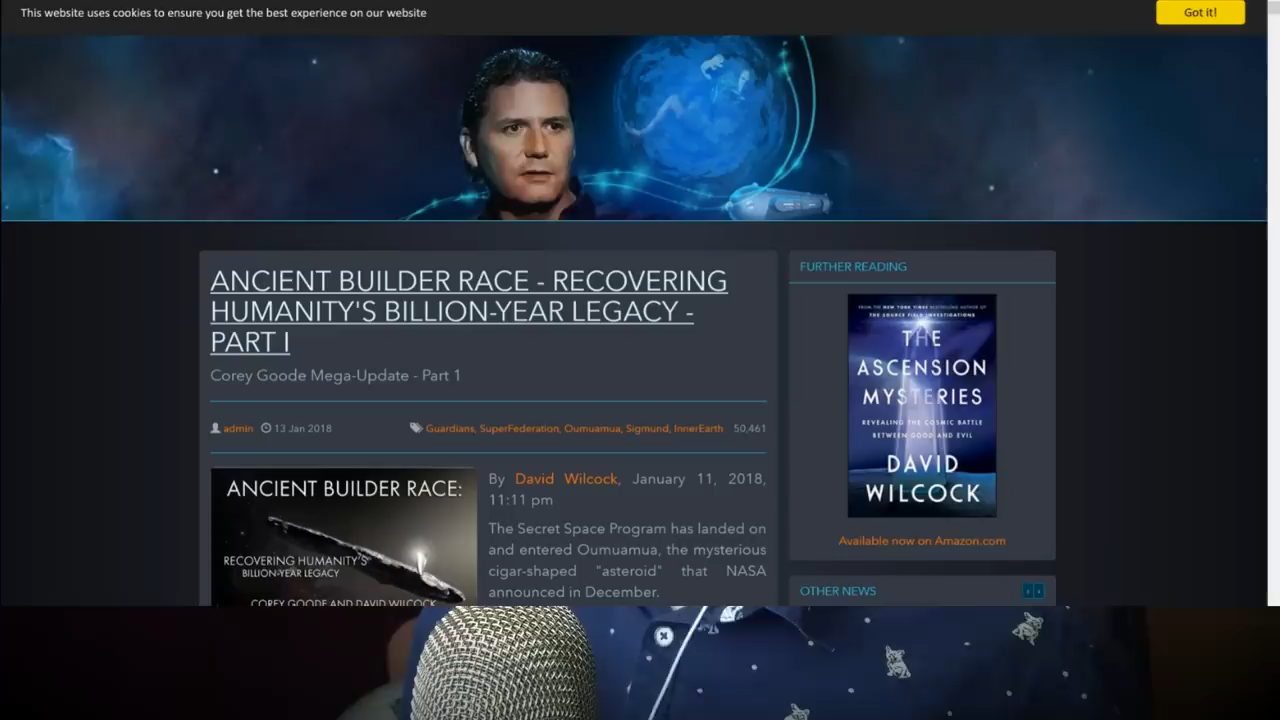 This website uses cookies to ensure you get the best experience on our website
Got it!
ANCIENT BUILDER RACE - RECOVERING
HUMANITY'S BILLION-YEAR LEGACY -
PART I
Corey Goode Mega-Update - Part 1
admin 13 Jan 2018 Guardians, SuperFederation, Oumuamua, Sigmund, InnerEarth 50,461
ANCIENT BUILDER RACE:
RECOVERING HUMANITY'S
BILLION-YEAR LEGACY
COREY GOODE AND DAVID WILCOCK
By David Wilcock, January 11, 2018,
11:11 pm
The Secret Space Program has landed on
and entered Oumuamua, the mysterious
cigar-shaped "asteroid" that NASA
announced in December.
FURTHER READING
FROM THE NEW YORK TIMES BESTSELLING AUTHOR OF
THE SOURCE FIELD INVESTIGATIONS
THE
ASCENSION
MYSTERIES
REVEALING THE COSMIC BATTLE
BETWEEN GOOD AND EVIL
DAVID
WILCOCK
Available now on Amazon.com
OTHER NEWS